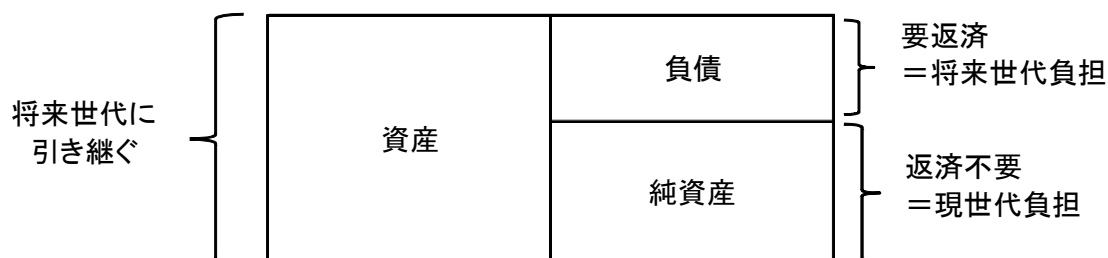 将来世代に
引き継ぐ
資産
負債
純資産
要返済
＝将来世代負担
返済不要
＝現世代負担